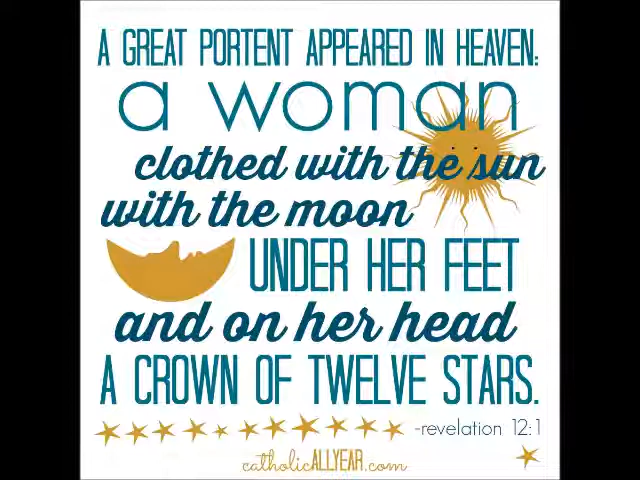 A GREAT PORTENT APPEARED IN HEAVEN:
a woman
clothed with the sun
with the moon
UNDER HER FEET
and on her head
A CROWN OF TWELVE STARS.
-revelation 12:1
catholicALLYEAR.com